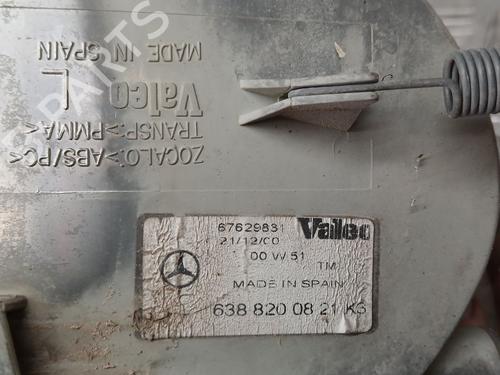 ZOCALO:>ABS/PC<
TRANSP:>PMMA<
Valeo L
MADE IN SPAIN
67629831 Valeo
21/12/00
00 W 51
TM
MADE IN SPAIN
638 820 08 21 KS
PARTS